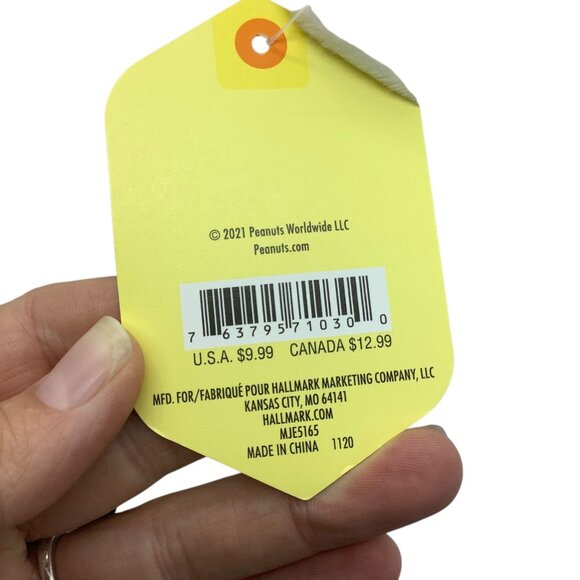 © 2021 Peanuts Worldwide LLC
Peanuts.com
7 63795 71030 0
U.S.A. $9.99 CANADA $12.99
MFD. FOR/FABRIQUÉ POUR HALLMARK MARKETING COMPANY, LLC
KANSAS CITY, MO 64141
HALLMARK.COM
MJE5165
MADE IN CHINA 1120